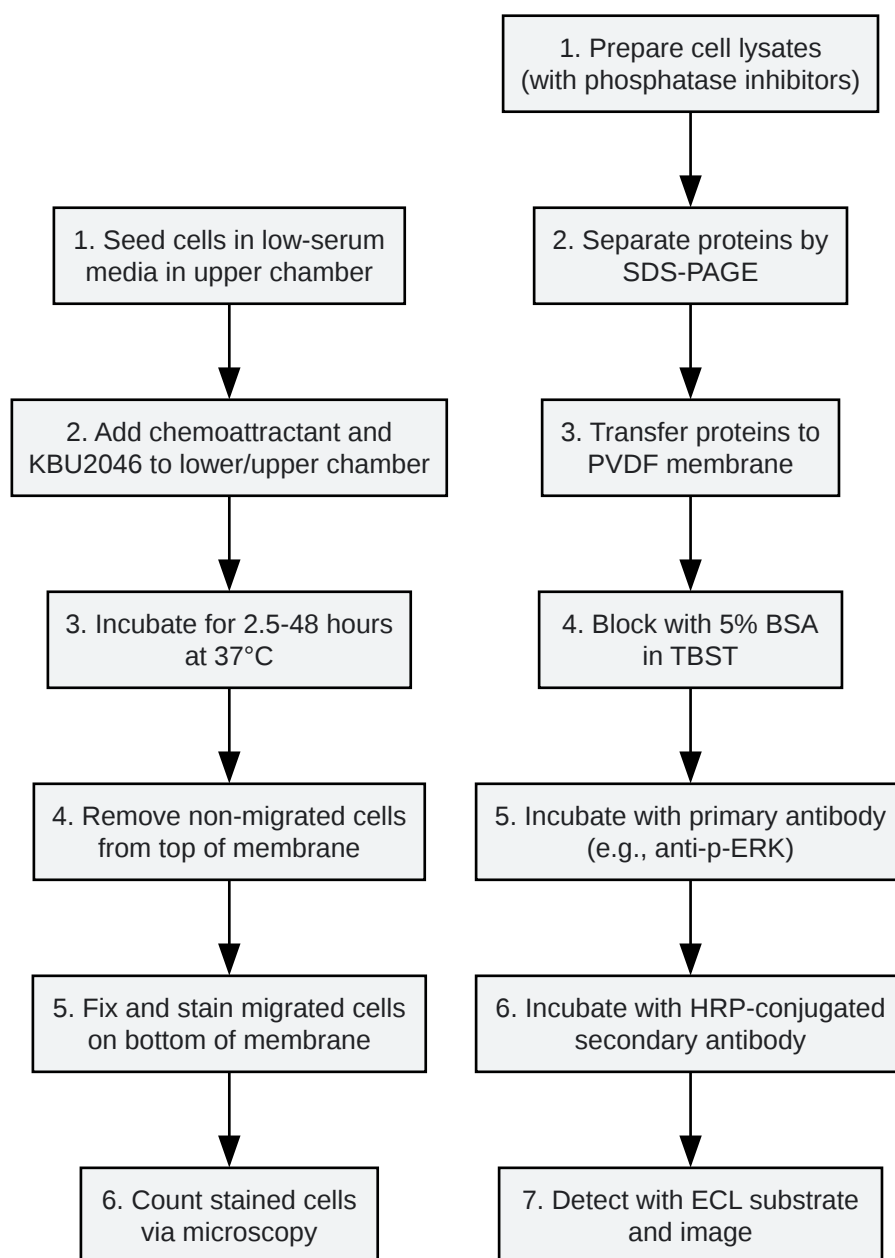 1. Seed cells in low-serum
media in upper chamber
2. Add chemoattractant and
KBU2046 to lower/upper chamber
3. Incubate for 2.5-48 hours
at 37°C
4. Remove non-migrated cells
from top of membrane
5. Fix and stain migrated cells
on bottom of membrane
6. Count stained cells
via microscopy
1. Prepare cell lysates
(with phosphatase inhibitors)
2. Separate proteins by
SDS-PAGE
3. Transfer proteins to
PVDF membrane
4. Block with 5% BSA
in TBST
5. Incubate with primary antibody
(e.g., anti-p-ERK)
6. Incubate with HRP-conjugated
secondary antibody
7. Detect with ECL substrate
and image